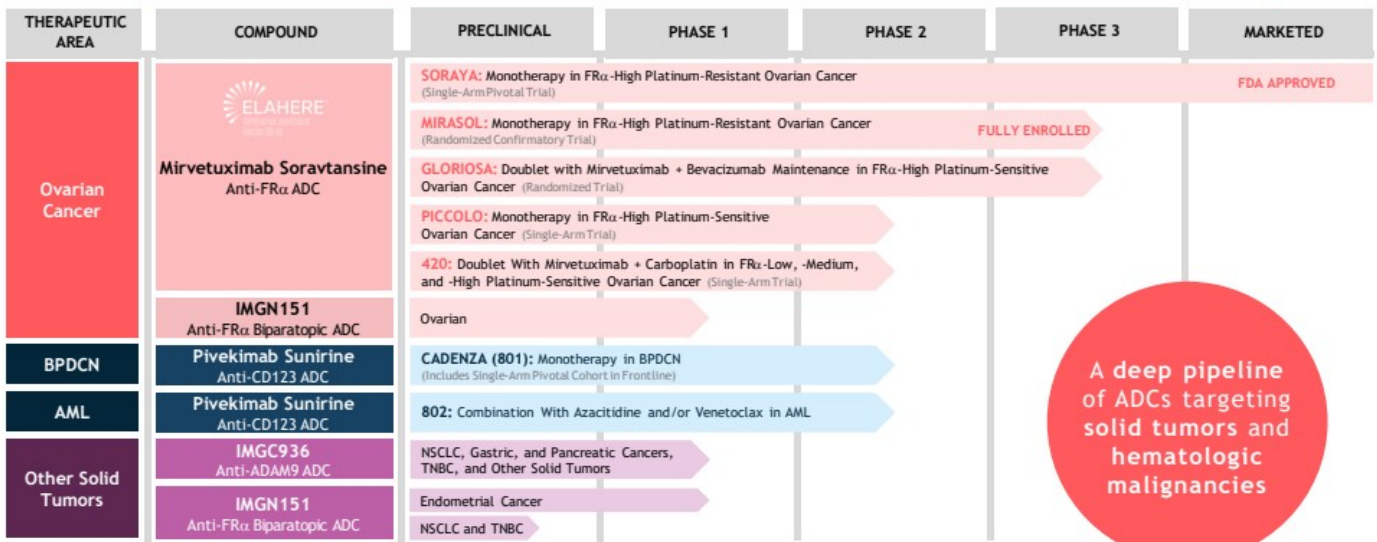 THERAPEUTIC
AREA
COMPOUND
PRECLINICAL
PHASE 1
PHASE 2
PHASE 3
MARKETED
Ovarian
Cancer
ELAHERE
Mirvetuximab Soravtansine
Anti-FRα ADC
SORAYA: Monotherapy in FRα-High Platinum-Resistant Ovarian Cancer
(Single-Arm Pivotal Trial)
FDA APPROVED
MIRASOL: Monotherapy in FRα-High Platinum-Resistant Ovarian Cancer
(Randomized Confirmatory Trial)
FULLY ENROLLED
GLORIOSA: Doublet with Mirvetuximab + Bevacizumab Maintenance in FRα-High Platinum-Sensitive
Ovarian Cancer (Randomized Trial)
PICCOLO: Monotherapy in FRα-High Platinum-Sensitive
Ovarian Cancer (Single-Arm Trial)
420: Doublet With Mirvetuximab + Carboplatin in FRα-Low, -Medium,
and -High Platinum-Sensitive Ovarian Cancer (Single-Arm Trial)
IMGN151
Anti-FRα Biparatopic ADC
Ovarian
BPDCN
Pivekimab Sunirine
Anti-CD123 ADC
CADENZA (801): Monotherapy in BPDCN
(Includes Single-Arm Pivotal Cohort in Frontline)
AML
Pivekimab Sunirine
Anti-CD123 ADC
802: Combination With Azacitidine and/or Venetoclax in AML
Other Solid
Tumors
IMGC936
Anti-ADAM9 ADC
NSCLC, Gastric, and Pancreatic Cancers,
TNBC, and Other Solid Tumors
IMGN151
Anti-FRα Biparatopic ADC
Endometrial Cancer
NSCLC and TNBC
A deep pipeline
of ADCs targeting
solid tumors and
hematologic
malignancies